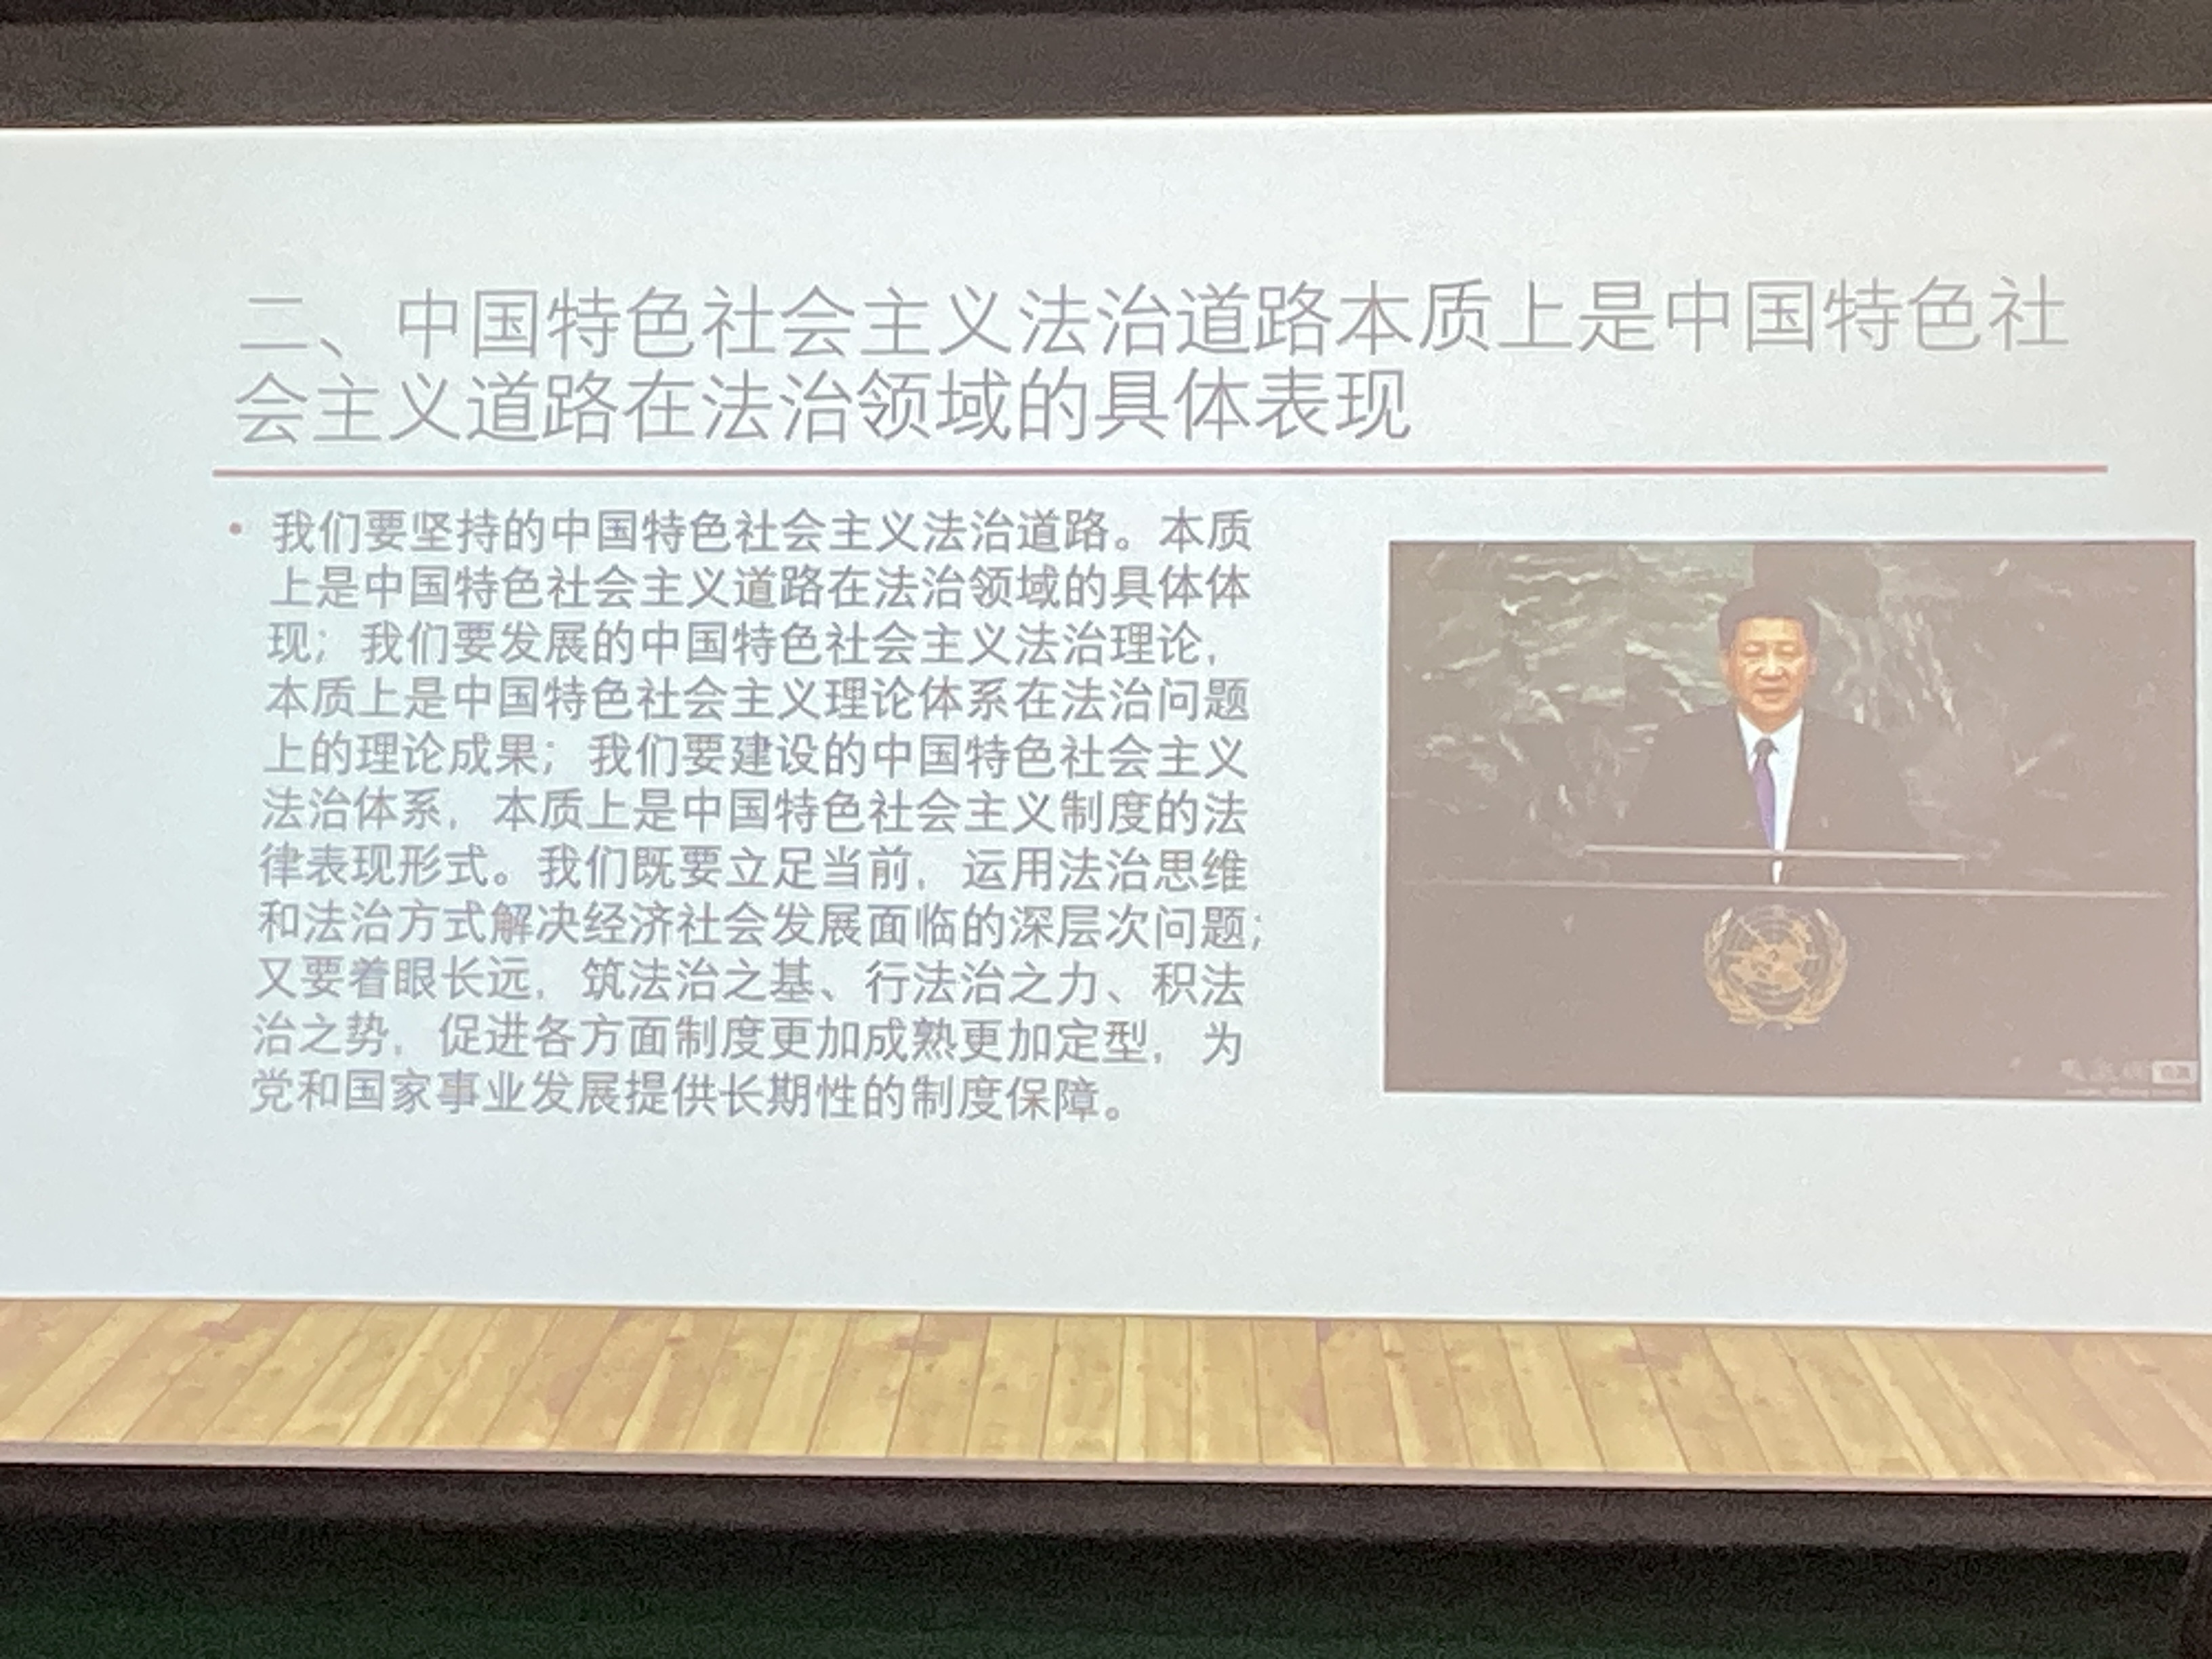 二、中国特色社会主义法治道路本质上是中国特色社
会主义道路在法治领域的具体表现
• 我们要坚持的中国特色社会主义法治道路。本质
上是中国特色社会主义道路在法治领域的具体体
现；我们要发展的中国特色社会主义法治理论，
本质上是中国特色社会主义理论体系在法治问题
上的理论成果；我们要建设的中国特色社会主义
法治体系，本质上是中国特色社会主义制度的法
律表现形式。我们既要立足当前，运用法治思维
和法治方式解决经济社会发展面临的深层次问题；
又要着眼长远，筑法治之基、行法治之力、积法
治之势，促进各方面制度更加成熟更加定型，为
党和国家事业发展提供长期性的制度保障。